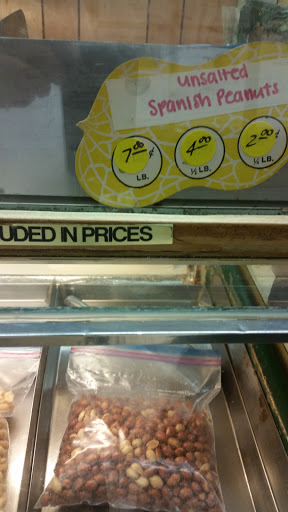 unsalted
Spanish Peanuts
7.00 ¢ 4.00 2.00 ¢
LB. ½ LB. ¼ LB.
UDED IN PRICES